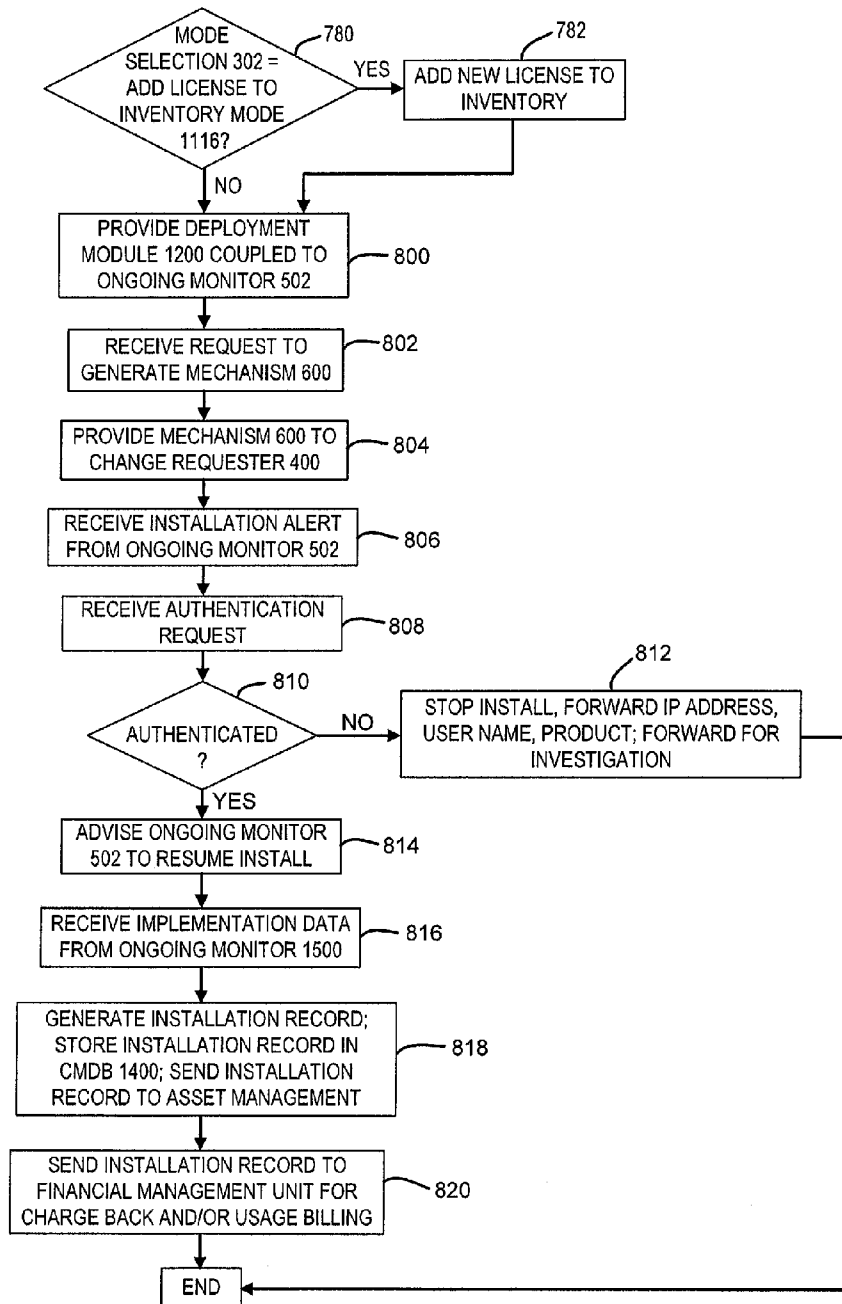 MODE
SELECTION 302 =
ADD LICENSE TO
INVENTORY MODE
1116?
780
YES
782
ADD NEW LICENSE TO
INVENTORY
NO
PROVIDE DEPLOYMENT
MODULE 1200 COUPLED TO
ONGOING MONITOR 502
800
RECEIVE REQUEST TO
GENERATE MECHANISM 600
802
PROVIDE MECHANISM 600 TO
CHANGE REQUESTER 400
804
RECEIVE INSTALLATION ALERT
FROM ONGOING MONITOR 502
806
RECEIVE AUTHENTICATION
REQUEST
808
810
AUTHENTICATED
?
NO
812
STOP INSTALL, FORWARD IP ADDRESS,
USER NAME, PRODUCT; FORWARD FOR
INVESTIGATION
YES
ADVISE ONGOING MONITOR
502 TO RESUME INSTALL
814
RECEIVE IMPLEMENTATION DATA
FROM ONGOING MONITOR 1500
816
GENERATE INSTALLATION RECORD;
STORE INSTALLATION RECORD IN
CMDB 1400; SEND INSTALLATION
RECORD TO ASSET MANAGEMENT
818
SEND INSTALLATION RECORD TO
FINANCIAL MANAGEMENT UNIT FOR
CHARGE BACK AND/OR USAGE BILLING
820
END